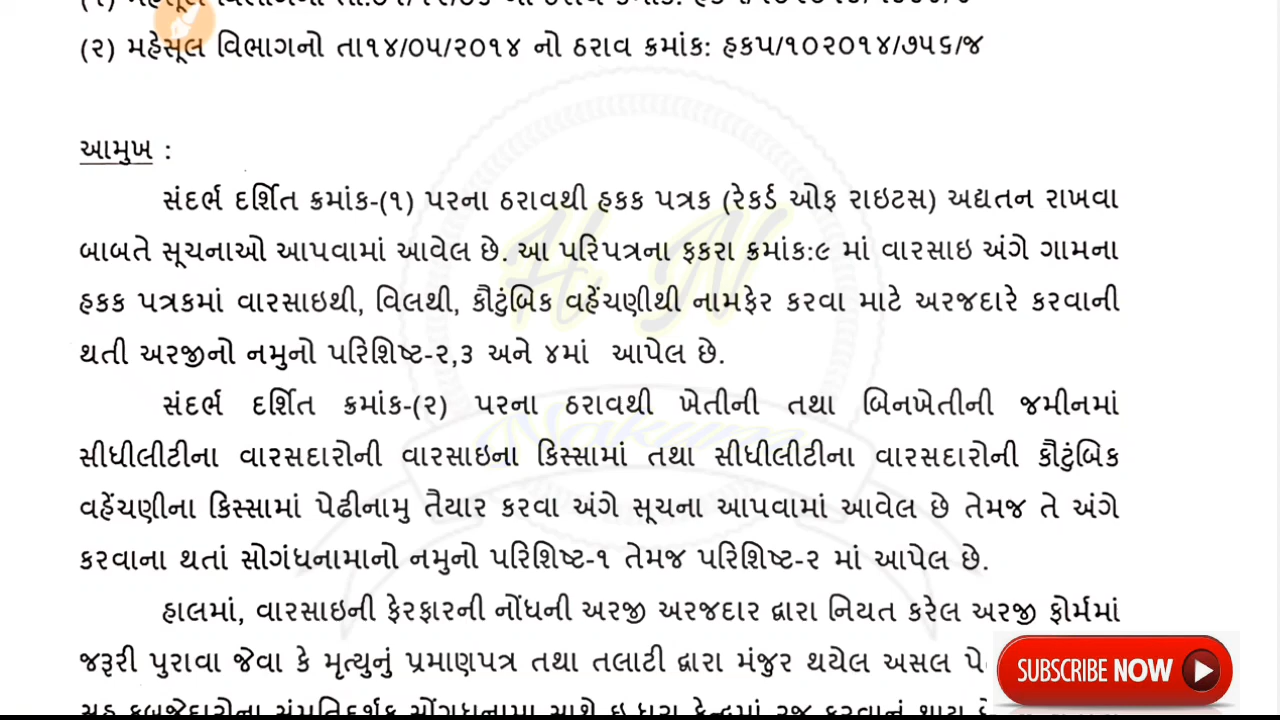 (૨) મહેસૂલ વિભાગનો તા૧૪/૦૫/૨૦૧૪ નો ઠરાવ ક્રમાંક: હકપ/૧૦૨૦૧૪/૭૫૬/જ
આમુખ :
સંદર્ભ દર્શિત ક્રમાંક-(૧) પરના ઠરાવથી હકક પત્રક (રેકર્ડ ઓફ રાઇટસ) અદ્યતન રાખવા
બાબતે સૂચનાઓ આપવામાં આવેલ છે. આ પરિપત્રના ફકરા ક્રમાંક:૯ માં વારસાઇ અંગે ગામના
હકક પત્રકમાં વારસાઇથી, વિલથી, કૌટુંબિક વહેંચણીથી નામફેર કરવા માટે અરજદારે કરવાની
થતી અરજીનો નમુનો પરિશિષ્ટ-૨,૩ અને ૪માં આપેલ છે.
સંદર્ભ દર્શિત ક્રમાંક-(૨) પરના ઠરાવથી ખેતીની તથા બિનખેતીની જમીનમાં
સીધીલીટીના વારસદારોની વારસાઇના કિસ્સામાં તથા સીધીલીટીના વારસદારોની કૌટુંબિક
વહેંચણીના કિસ્સામાં પેઢીનામુ તૈયાર કરવા અંગે સૂચના આપવામાં આવેલ છે તેમજ તે અંગે
કરવાના થતાં સોગંધનામાનો નમુનો પરિશિષ્ટ-૧ તેમજ પરિશિષ્ટ-૨ માં આપેલ છે.
હાલમાં, વારસાઇની ફેરફારની નોંધની અરજી અરજદાર દ્વારા નિયત કરેલ અરજી ફોર્મમાં
જરૂરી પુરાવા જેવા કે મૃત્યુનું પ્રમાણપત્ર તથા તલાટી દ્વારા મંજુર થયેલ અસલ
SUBSCRIBE NOW
H N
Nakum